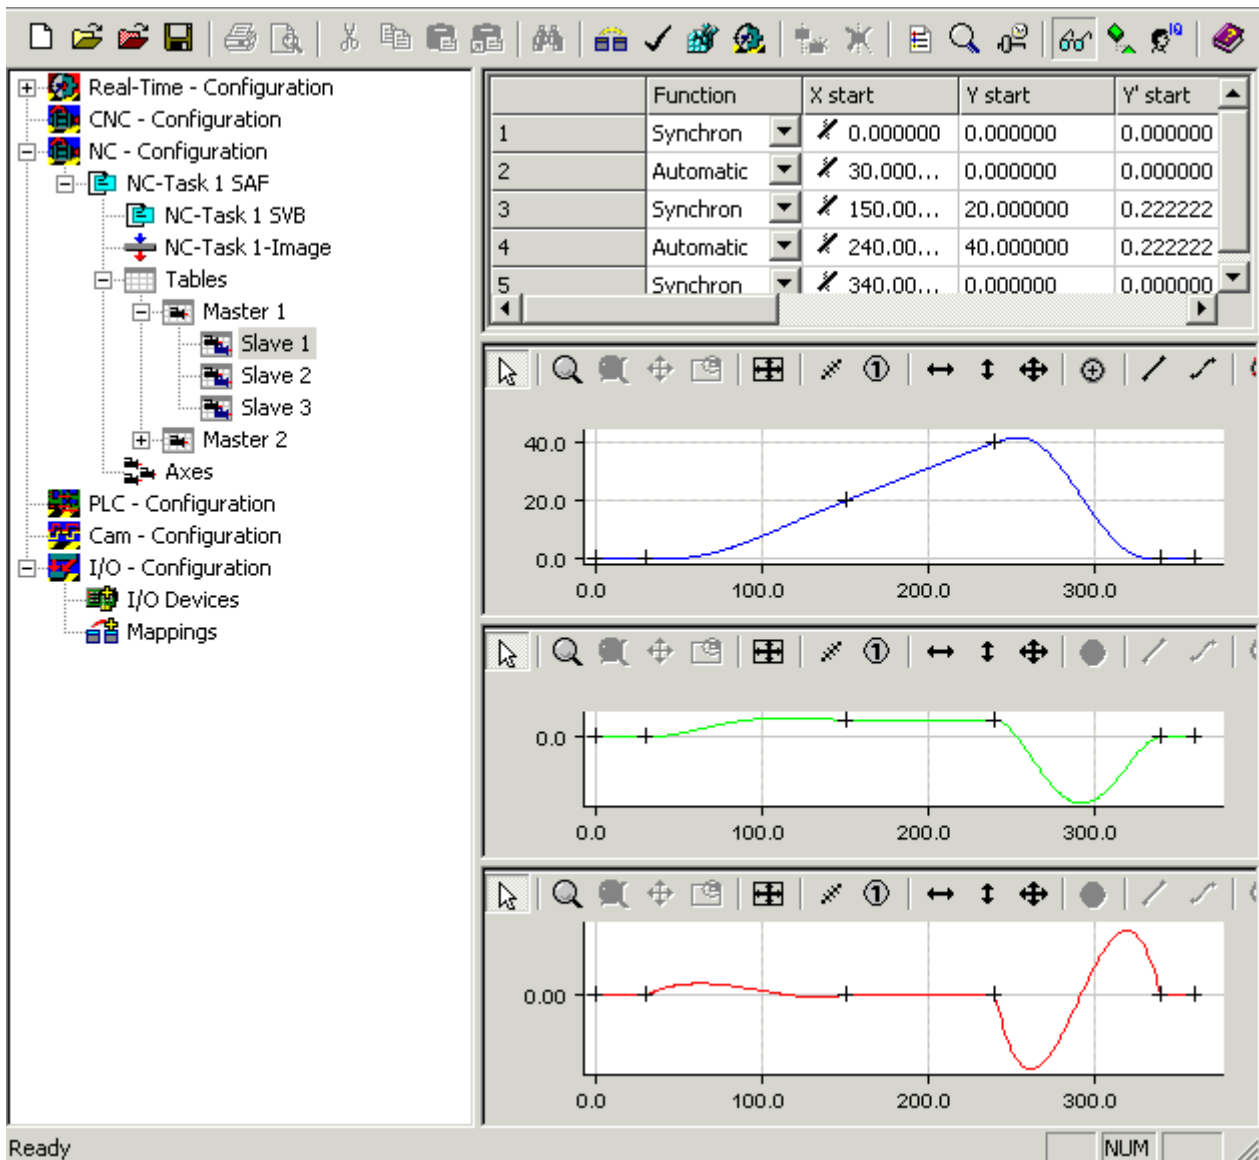 Real-Time - Configuration
CNC - Configuration
NC - Configuration
NC-Task 1 SAF
NC-Task 1 SVB
NC-Task 1-Image
Tables
Master 1
Slave 1
Slave 2
Slave 3
Master 2
Axes
PLC - Configuration
Cam - Configuration
I/O - Configuration
I/O Devices
Mappings
Function X start Y start Y' start
1 Synchron 0.000000 0.000000 0.000000
2 Automatic 30.000... 0.000000 0.000000
3 Synchron 150.00... 20.000000 0.222222
4 Automatic 240.00... 40.000000 0.222222
5 Synchron 340.00... 0.000000 0.000000
40.0
20.0
0.0
0.0 100.0 200.0 300.0
0.0
0.0 100.0 200.0 300.0
0.00
0.0 100.0 200.0 300.0
Ready NUM